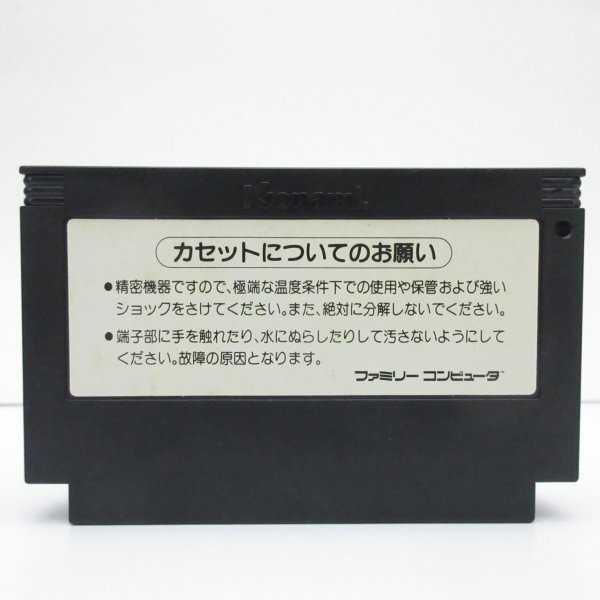 Konami
カセットについてのお願い
●精密機器ですので、極端な温度条件下での使用や保管および強い
ショックをさけてください。また、絶対に分解しないでください。
●端子部に手を触れたり、水にぬらしたりして汚さないようにして
ください。故障の原因となります。
ファミリー コンピュータ™